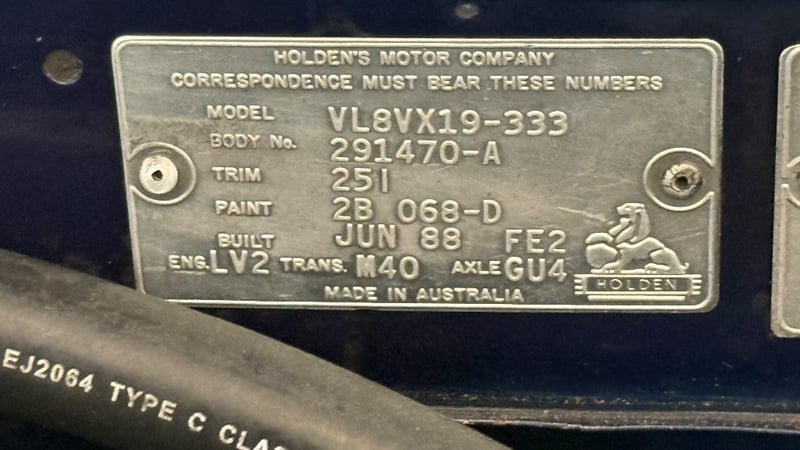 HOLDEN'S MOTOR COMPANY
CORRESPONDENCE MUST BEAR THESE NUMBERS
MODEL VL8VX19-333
BODY No. 291470-A
TRIM 251
PAINT 2B 068-D
BUILT JUN 88 FE2
ENG. LV2 TRANS. M40 AXLE GU4
MADE IN AUSTRALIA
HOLDEN
EJ2064 TYPE C